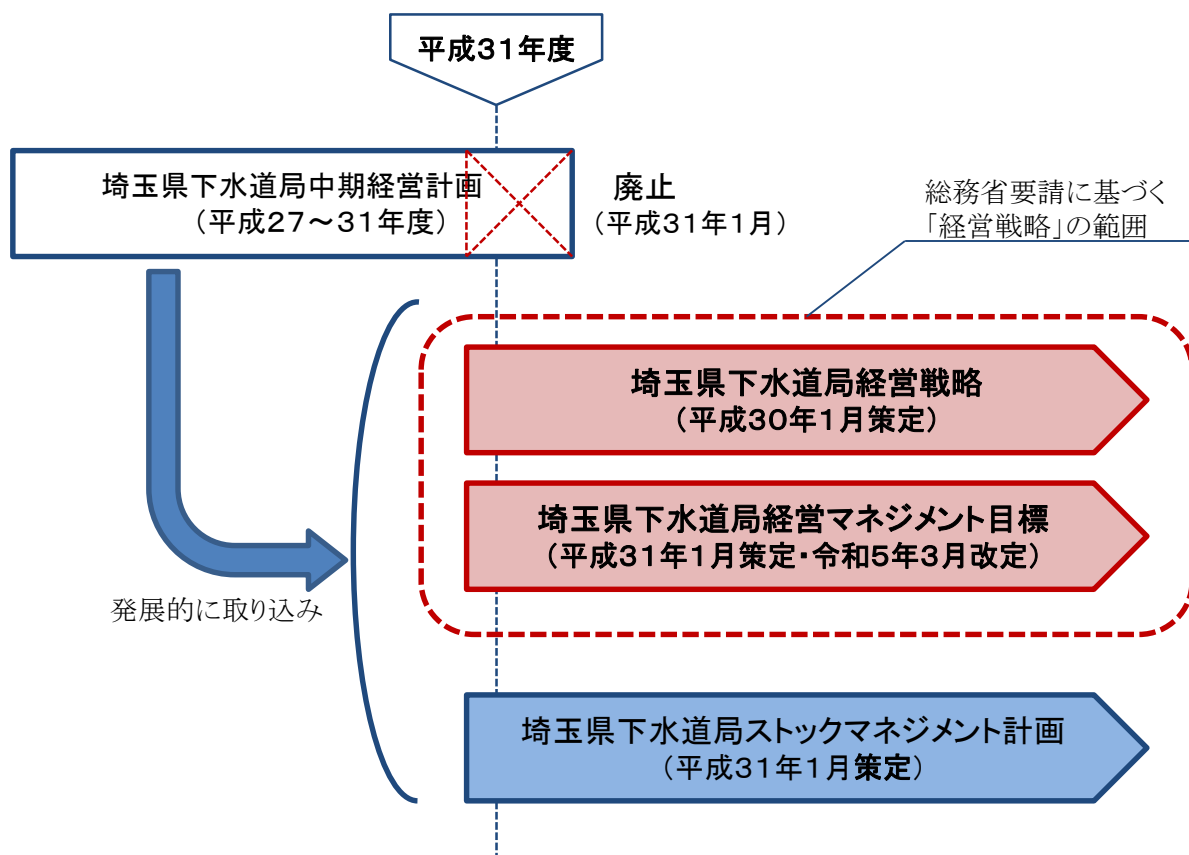 平成31年度
埼玉県下水道局中期経営計画
（平成27～31年度）
廃止
（平成31年1月）
総務省要請に基づく
「経営戦略」の範囲
埼玉県下水道局経営戦略
（平成30年1月策定）
埼玉県下水道局経営マネジメント目標
（平成31年1月策定・令和5年3月改定）
発展的に取り込み
埼玉県下水道局ストックマネジメント計画
（平成31年1月策定）